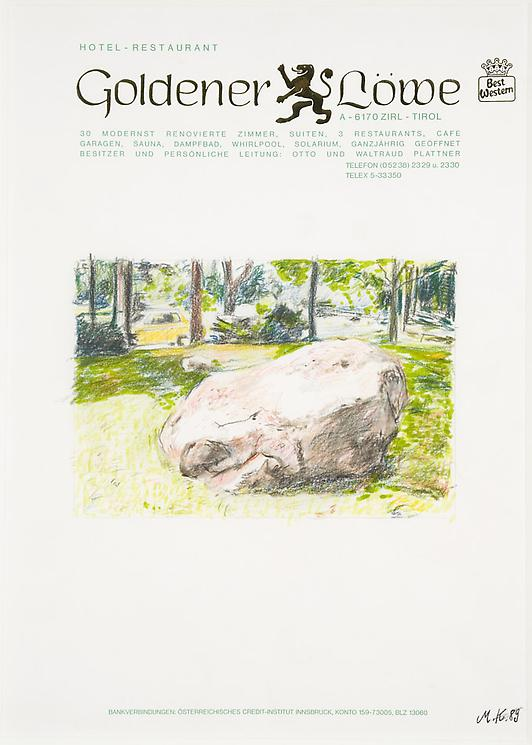 HOTEL-RESTAURANT
Goldener Löwe
Best
Western
A-6170 ZIRL - TIROL
30 MODERNST RENOVIERTE ZIMMER, SUITEN, 3 RESTAURANTS, CAFE
GARAGEN, SAUNA, DAMPFBAD, WHIRLPOOL, SOLARIUM, GANZJÄHRIG GEÖFFNET
BESITZER UND PERSÖNLICHE LEITUNG: OTTO UND WALTRAUD PLATTNER
TELEFON (05238) 2329 u. 2330
TELEX 5-33350
BANKVERBINDUNGEN: ÖSTERREICHISCHES CREDIT-INSTITUT INNSBRUCK, KONTO 159-73005, BLZ 13060
M.K. 89